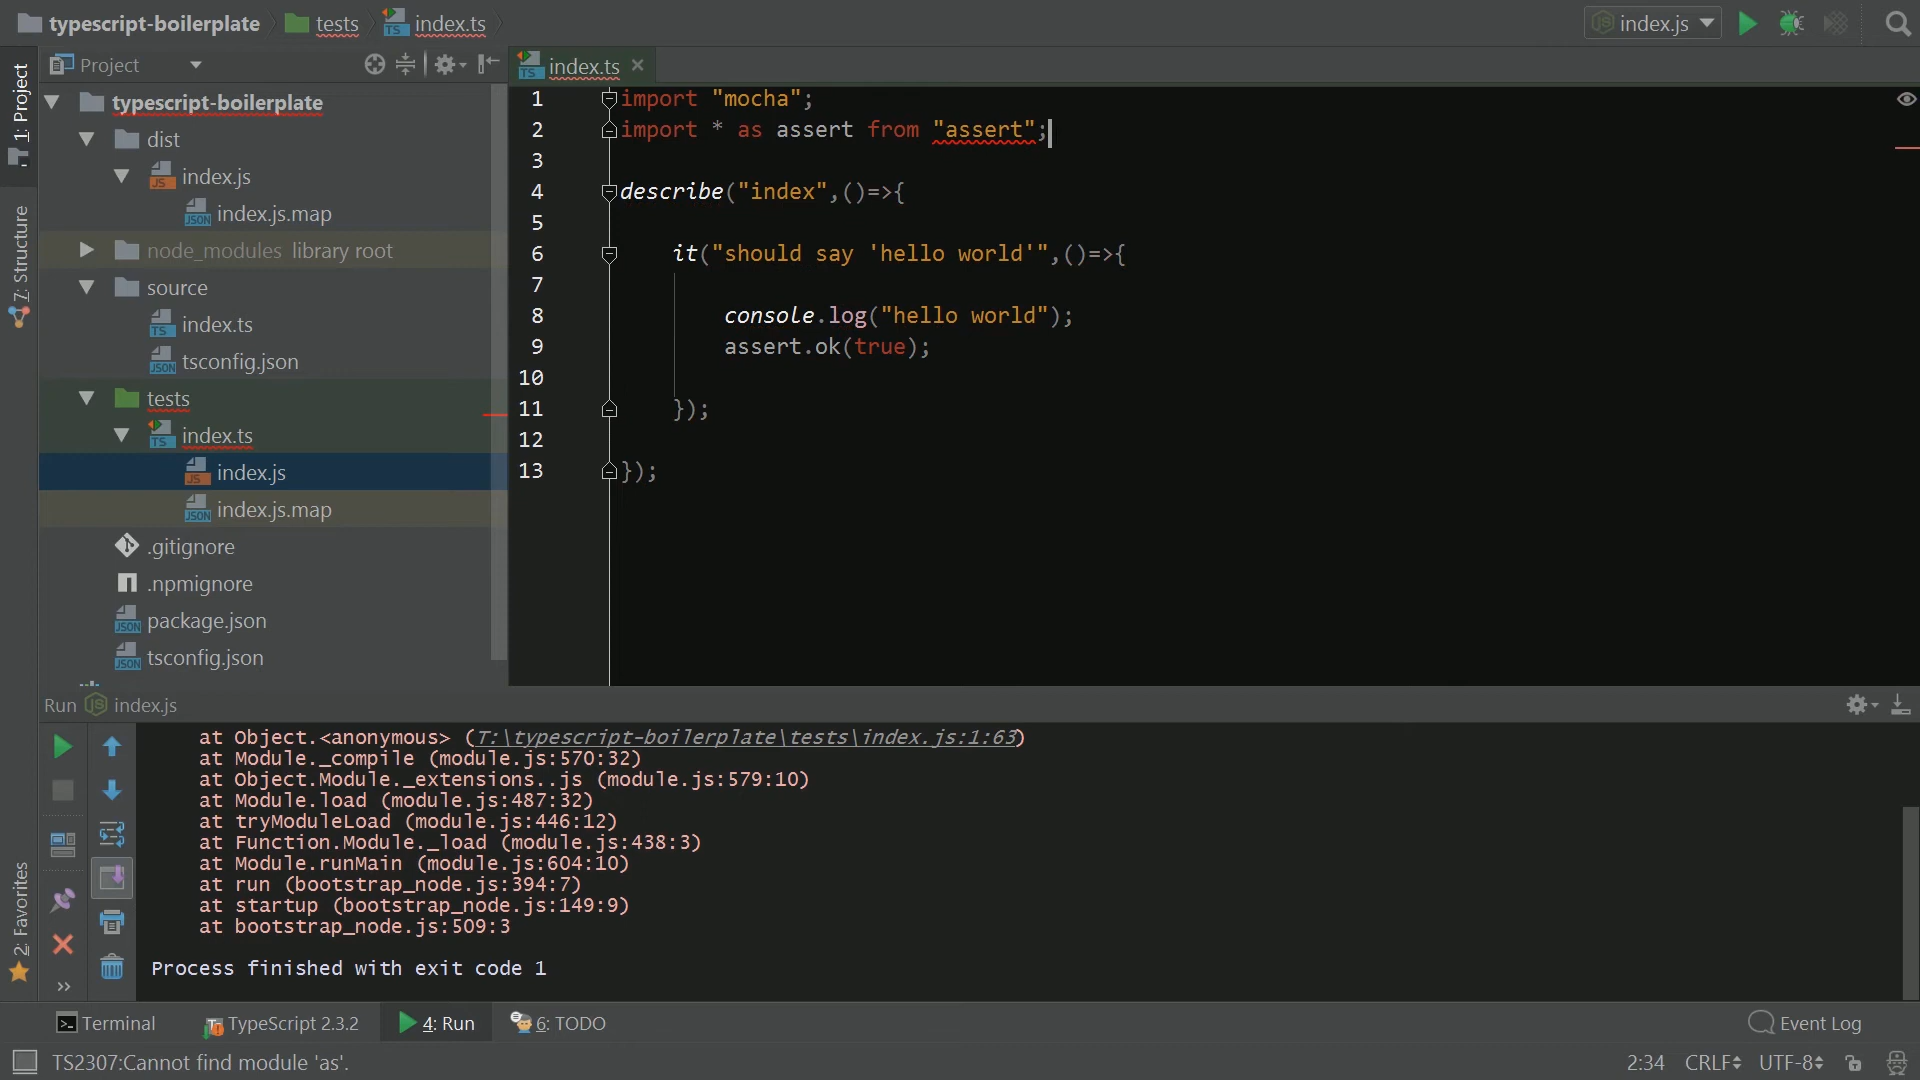 typescript-boilerplate
tests
index.ts
index.js
1: Project
7: Structure
2: Favorites
Project
typescript-boilerplate
dist
index.js
index.js.map
node_modules library root
source
index.ts
tsconfig.json
tests
index.ts
index.js
index.js.map
.gitignore
.npmignore
package.json
tsconfig.json
index.ts
1 import "mocha";
2 import * as assert from "assert";
3
4 describe("index",()=>{
5
6 it("should say 'hello world'",()=>{
7
8 console.log("hello world");
9 assert.ok(true);
10
11 });
12
13 });
Run index.js
at Object.<anonymous> (T:\typescript-boilerplate\tests\index.js:1:63)
at Module._compile (module.js:570:32)
at Object.Module._extensions..js (module.js:579:10)
at Module.load (module.js:487:32)
at tryModuleLoad (module.js:446:12)
at Function.Module._load (module.js:438:3)
at Module.runMain (module.js:604:10)
at run (bootstrap_node.js:394:7)
at startup (bootstrap_node.js:149:9)
at bootstrap_node.js:509:3
Process finished with exit code 1
Terminal
TypeScript 2.3.2
4: Run
6: TODO
Event Log
TS2307:Cannot find module 'as'.
2:34
CRLF
UTF-8